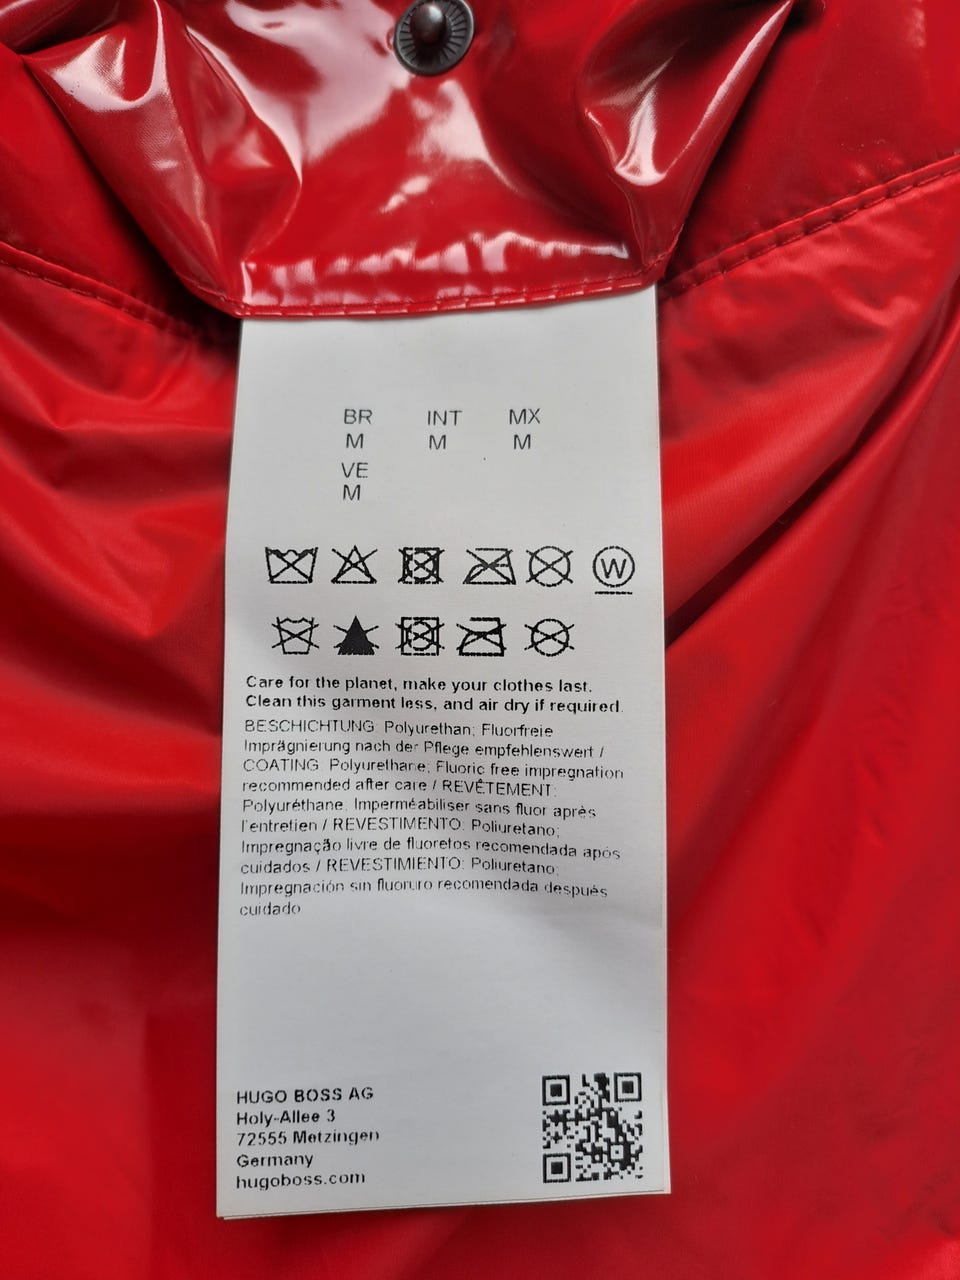 BR INT MX
M M M
VE
M
W
Care for the planet, make your clothes last.
Clean this garment less, and air dry if required.
BESCHICHTUNG: Polyurethan; Fluorfreie
Imprägnierung nach der Pflege empfehlenswert /
COATING: Polyurethane; Fluoric free impregnation
recommended after care / REVÊTEMENT:
Polyuréthane; Imperméabiliser sans fluor après
l'entretien / REVESTIMENTO: Poliuretano;
Impregnação livre de fluoretos recomendada após
cuidados / REVESTIMIENTO: Poliuretano;
Impregnación sin fluoruro recomendada después
cuidado
HUGO BOSS AG
Holy-Allee 3
72555 Metzingen
Germany
hugoboss.com